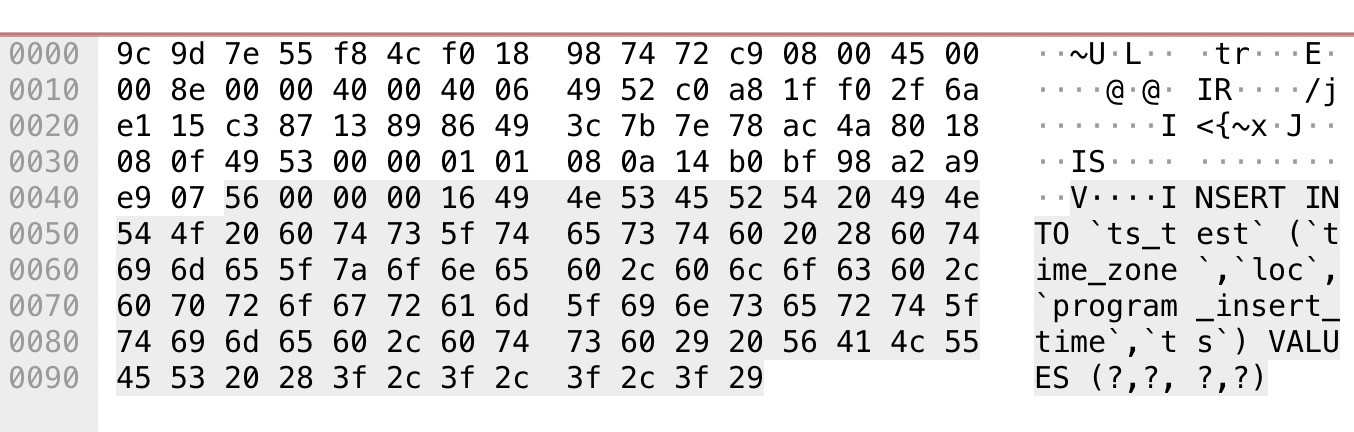 0000 9c 9d 7e 55 f8 4c f0 18 98 74 72 c9 08 00 45 00 ··~U·L·· ·tr···E·
0010 00 8e 00 00 40 00 40 06 49 52 c0 a8 1f f0 2f 6a ····@·@· IR····/j
0020 e1 15 c3 87 13 89 86 49 3c 7b 7e 78 ac 4a 80 18 ·······I <{~x·J··
0030 08 0f 49 53 00 00 01 01 08 0a 14 b0 bf 98 a2 a9 ··IS···· ········
0040 e9 07 56 00 00 00 16 49 4e 53 45 52 54 20 49 4e ··V····I NSERT IN
0050 54 4f 20 60 74 73 5f 74 65 73 74 60 20 28 60 74 TO `ts_t est` (`t
0060 69 6d 65 5f 7a 6f 6e 65 60 2c 60 6c 6f 63 60 2c ime_zone `,`loc`,
0070 60 70 72 6f 67 72 61 6d 5f 69 6e 73 65 72 74 5f `program _insert_
0080 74 69 6d 65 60 2c 60 74 73 60 29 20 56 41 4c 55 time`,`t s`) VALU
0090 45 53 20 28 3f 2c 3f 2c 3f 2c 3f 29 ES (?,?, ?,?)